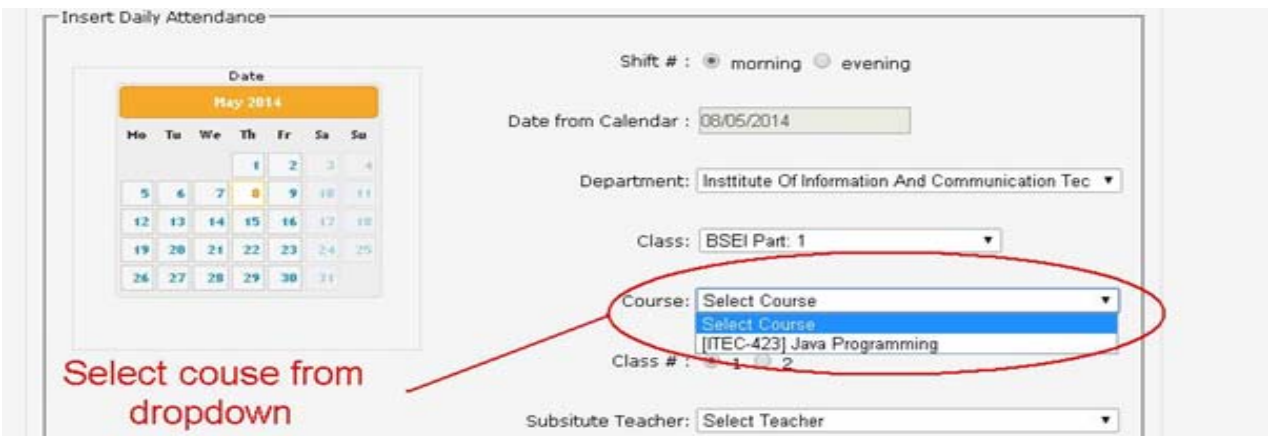 Insert Daily Attendance
Date
May 2014
Mo Tu We Th Fr Sa Su
1 2 3 4
5 6 7 8 9 10 11
12 13 14 15 16 17 18
19 20 21 22 23 24 25
26 27 28 29 30 31
Shift # : morning evening
Date from Calendar : 08/05/2014
Department: Insttitute Of Information And Communication Tec
Class: BSEI Part: 1
Course: Select Course
Select Course
[ITEC-423] Java Programming
Class # : 1 2
Subsitute Teacher: Select Teacher
Select couse from
dropdown